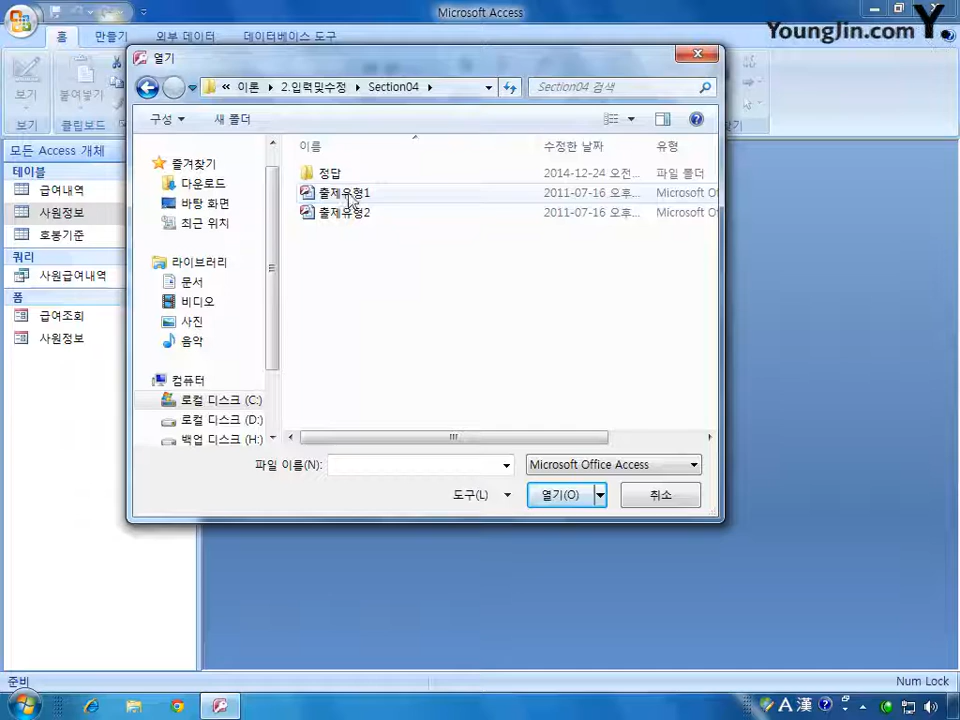 Microsoft Access
YoungJin.com Y.
홈 만들기 외부 데이터 데이터베이스 도구
보기 붙여넣기
보기 클립보드
열기
« 이론 2.입력및수정 Section04
Section04 검색
구성 새 폴더
이름 수정한 날짜 유형
정답 2014-12-24 오전... 파일 폴더
출제유형1 2011-07-16 오후... Microsoft O
출제유형2 2011-07-16 오후... Microsoft O
즐겨찾기
다운로드
바탕 화면
최근 위치
라이브러리
문서
비디오
사진
음악
컴퓨터
로컬 디스크 (C:)
로컬 디스크 (D:)
백업 디스크 (H:)
파일 이름(N):
Microsoft Office Access
도구(L)
열기(O)
취소
모든 Access 개체
테이블
급여내역
사원정보
호봉기준
쿼리
사원급여내역
폼
급여조회
사원정보
준비
Num Lock
A 漢